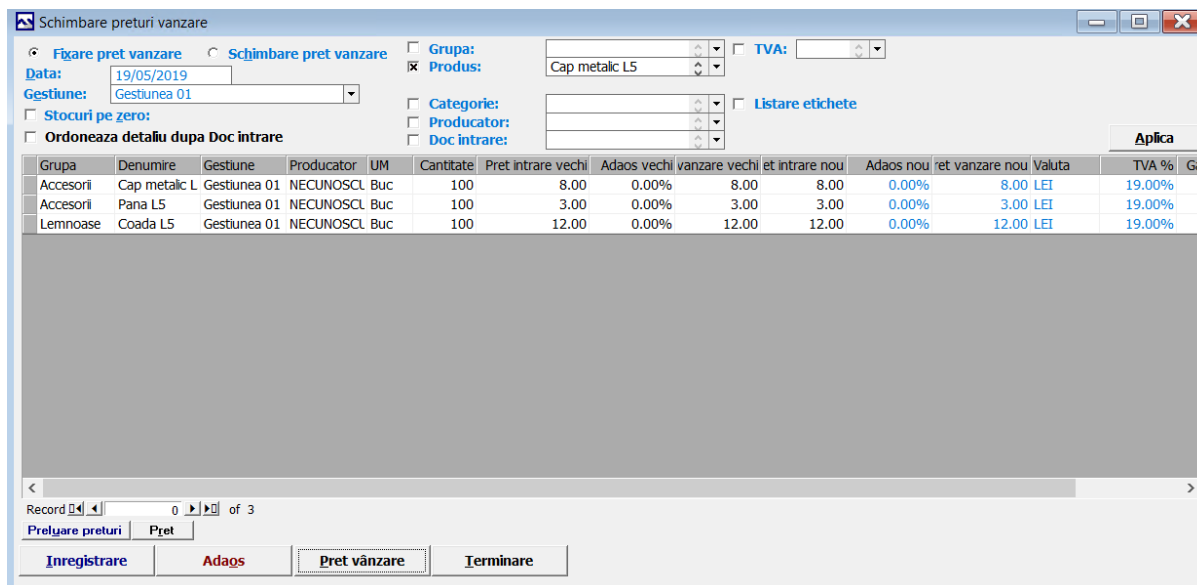 Schimbare preturi vanzare
Fixare pret vanzare Schimbare pret vanzare Grupa: TVA:
Data: 19/05/2019 Produs: Cap metalic L5
Gestiune: Gestiunea 01
Stocuri pe zero: Categorie: Listare etichete
Producator:
Ordoneaza detaliu dupa Doc intrare Doc intrare: Aplica
Grupa Denumire Gestiune Producator UM Cantitate Pret intrare vechi Adaos vechi vanzare vechi et intrare nou Adaos nou ret vanzare nou Valuta TVA % G
Accesorii Cap metalic L Gestiunea 01 NECUNOSCU Buc 100 8.00 0.00% 8.00 8.00 0.00% 8.00 LEI 19.00%
Accesorii Pana L5 Gestiunea 01 NECUNOSCU Buc 100 3.00 0.00% 3.00 3.00 0.00% 3.00 LEI 19.00%
Lemnoase Coada L5 Gestiunea 01 NECUNOSCU Buc 100 12.00 0.00% 12.00 12.00 0.00% 12.00 LEI 19.00%
Record 0 of 3
Preluare preturi Pret
Inregistrare Adaos Pret vânzare Terminare